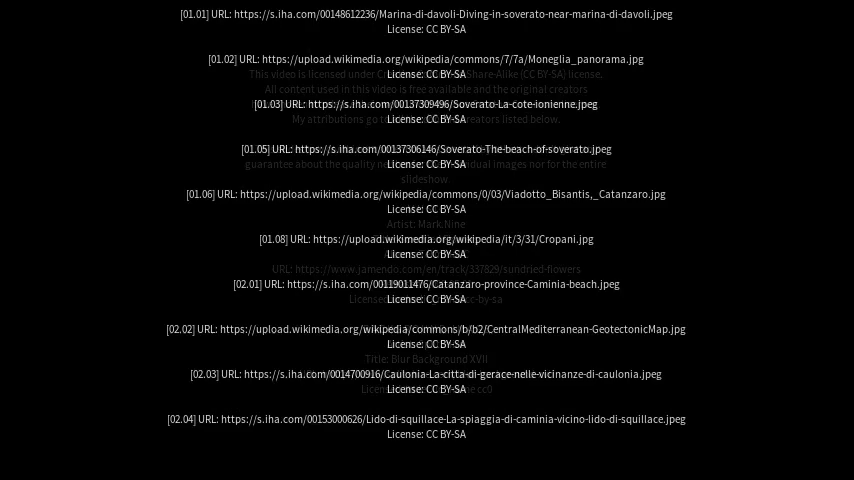 [01.01] URL: https://s.iha.com/00148612236/Marina-di-davoli-Diving-in-soverato-near-marina-di-davoli.jpeg
License: CC BY-SA
[01.02] URL: https://upload.wikimedia.org/wikipedia/commons/7/7a/Moneglia_panorama.jpg
This video is licensed under Share-Alike (CC BY-SA) license.
License: CC BY-SA
All content used in this video is free available and the original creators
[01.03] URL: https://s.iha.com/00137309496/Soverato-La-cote-ionienne.jpeg
My attributions go listed below.
License: CC BY-SA
[01.05] URL: https://s.iha.com/00137306146/Soverato-The-beach-of-soverato.jpeg
guarantee about the quality images nor for the entire
License: CC BY-SA
slideshow
[01.06] URL: https://upload.wikimedia.org/wikipedia/commons/0/03/Viadotto_Bisantis,_Catanzaro.jpg
License: CC BY-SA
Artist: Mark.Nine
[01.08] URL: https://upload.wikimedia.org/wikipedia/it/3/31/Cropani.jpg
License: CC BY-SA
URL: https://www.jamendo.com/en/track/337829/sundried-flowers
[02.01] URL: https://s.iha.com/00119011476/Catanzaro-province-Caminia-beach.jpeg
License: CC BY-SA
[02.02] URL: https://upload.wikimedia.org/wikipedia/commons/b/b2/CentralMediterranean-GeotectonicMap.jpg
License: CC BY-SA
Title: Blur Background XVII
[02.03] URL: https://s.iha.com/0014700916/Caulonia-La-citta-di-gerace-nelle-vicinanze-di-caulonia.jpeg
License: CC BY-SA
[02.04] URL: https://s.iha.com/00153000626/Lido-di-squillace-La-spiaggia-di-caminia-vicino-lido-di-squillace.jpeg
License: CC BY-SA